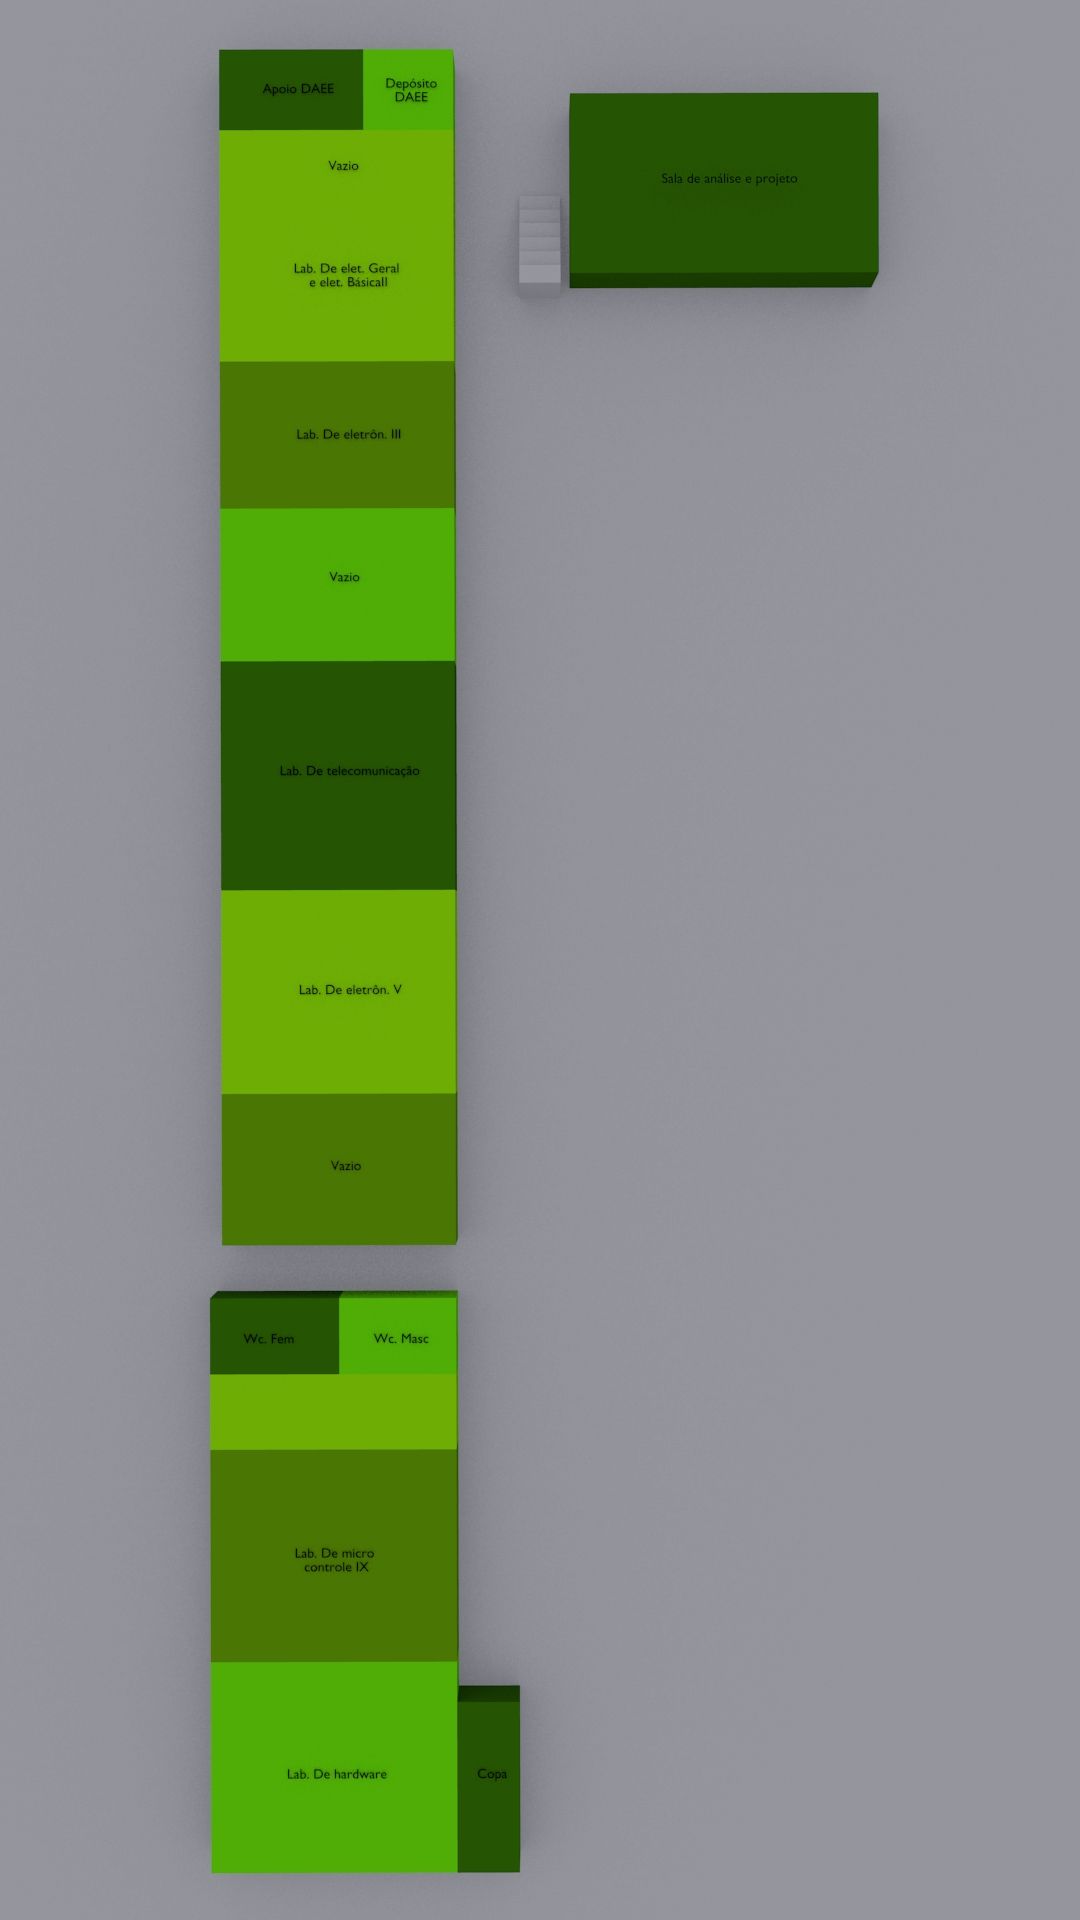 Apoio DAEE
Depósito
DAEE
Vazio
Sala de análise e projeto
Lab. De elet. Geral
e elet. BásicaII
Lab. De eletrôn. III
Vazio
Lab. De telecomunicação
Lab. De eletrôn. V
Vazio
Wc. Fem
Wc. Masc
Lab. De micro
controle IX
Lab. De hardware
Copa